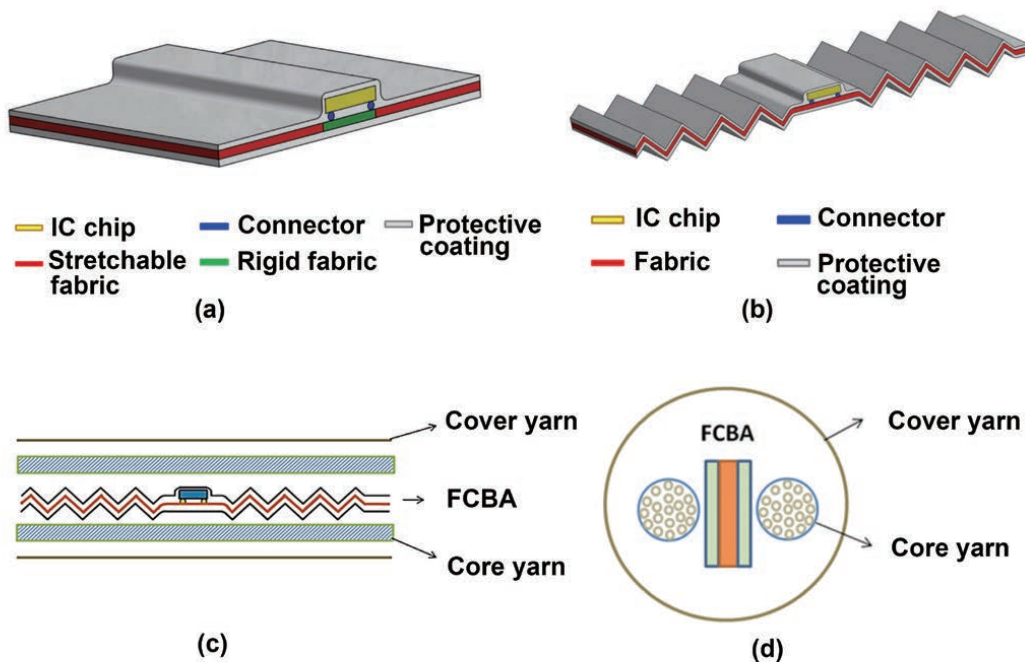 IC chip
Connector
Protective
coating
Stretchable
fabric
Rigid fabric
(a)
IC chip
Connector
Fabric
Protective
coating
(b)
Cover yarn
FCBA
Core yarn
(c)
FCBA
Cover yarn
Core yarn
(d)